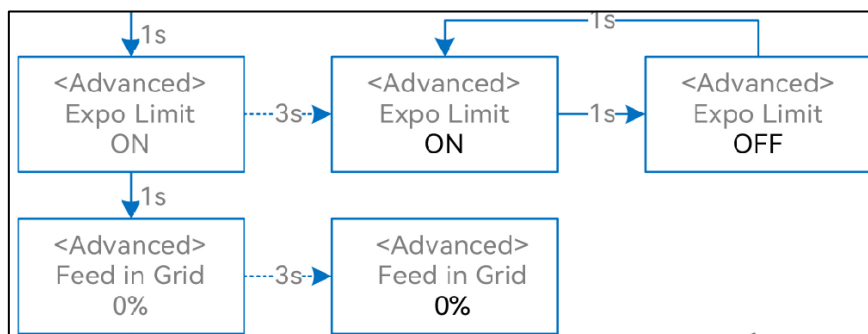 1s
1s
<Advanced>
Expo Limit
ON
3s
<Advanced>
Expo Limit
ON
1s
<Advanced>
Expo Limit
OFF
1s
<Advanced>
Feed in Grid
0%
3s
<Advanced>
Feed in Grid
0%